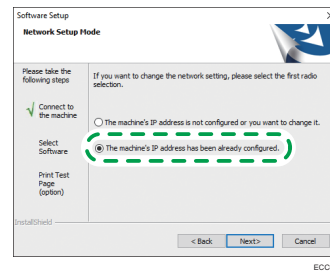 Software Setup
Network Setup Mode
Please take the
following steps
If you want to change the network setting, please select the first radio
selection.
Connect to
the machine
The machine's IP address is not configured or you want to change it.
Select
Software
The machine's IP address has been already configured.
Print Test
Page
(option)
InstallShield
< Back
Next>
Cancel
ECC